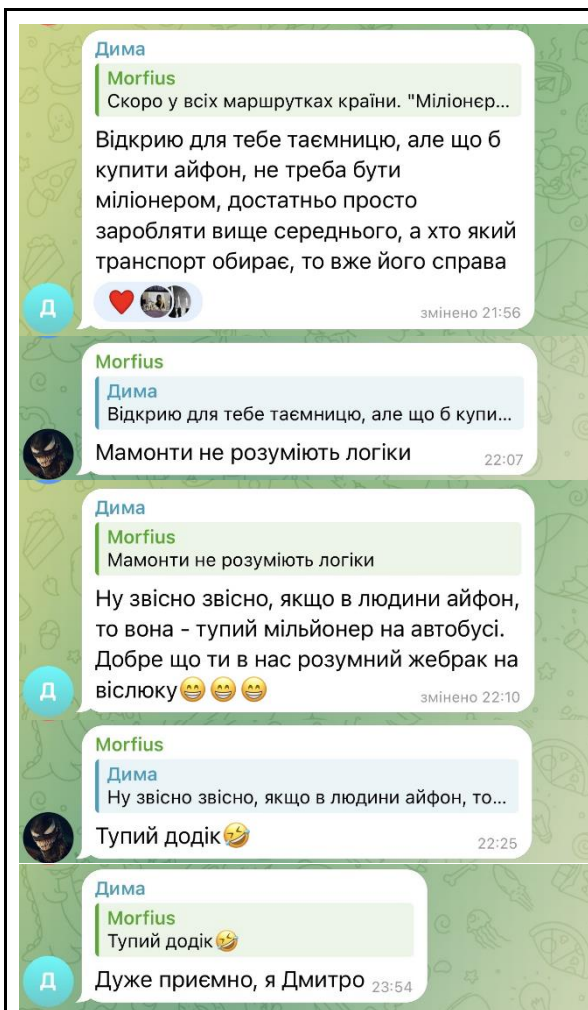 Дима
Morfius
Скоро у всіх маршрутках країни. "Міліонєр...
Відкрию для тебе таємницю, але що б
купити айфон, не треба бути
міліонером, достатньо просто
заробляти вище середнього, а хто який
транспорт обирає, то вже його справа
❤️
змінено 21:56
Д
Morfius
Дима
Відкрию для тебе таємницю, але що б купи...
Мамонти не розуміють логіки 22:07
Дима
Morfius
Мамонти не розуміють логіки
Ну звісно звісно, якщо в людини айфон,
то вона - тупий мільйонер на автобусі.
Добре що ти в нас розумний жебрак на
віслюку😁😁😁
змінено 22:10
Д
Morfius
Дима
Ну звісно звісно, якщо в людини айфон, то...
Тупий додік🤣 22:25
Дима
Morfius
Тупий додік🤣
Дуже приємно, я Дмитро 23:54
Д